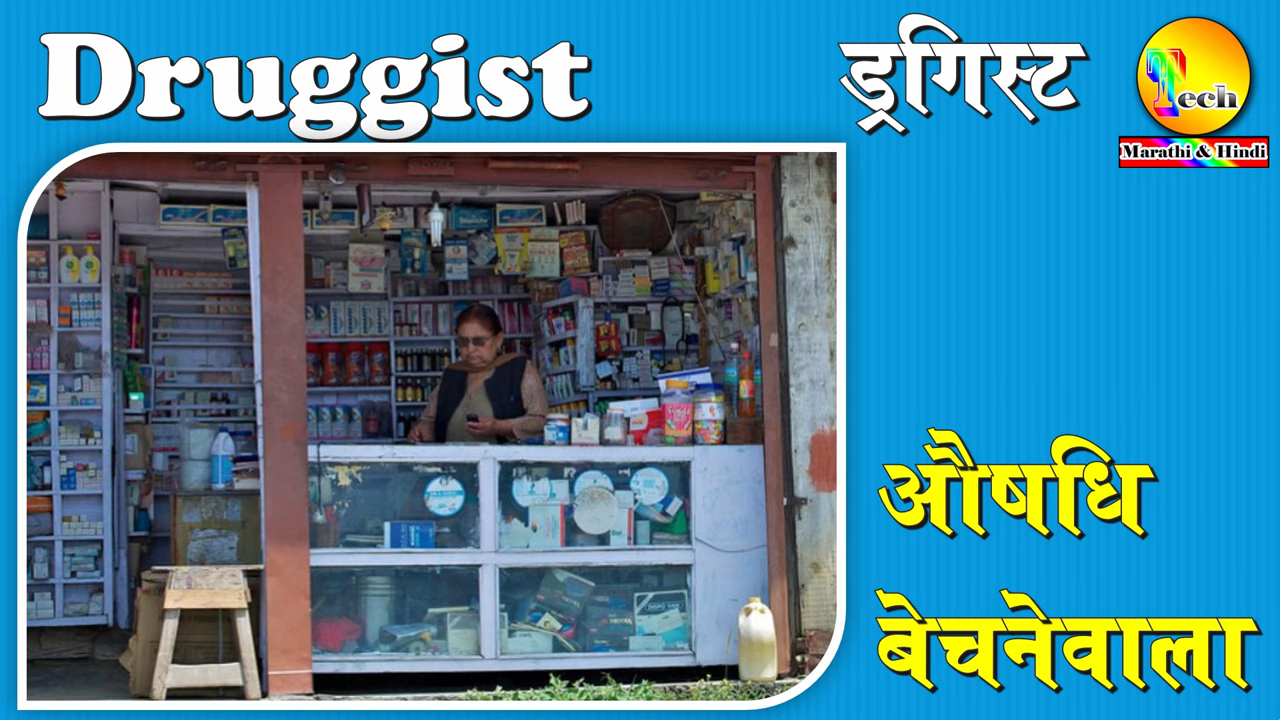 Druggist
ड्रगिस्ट
Tech
Marathi & Hindi
औषधि
बेचनेवाला